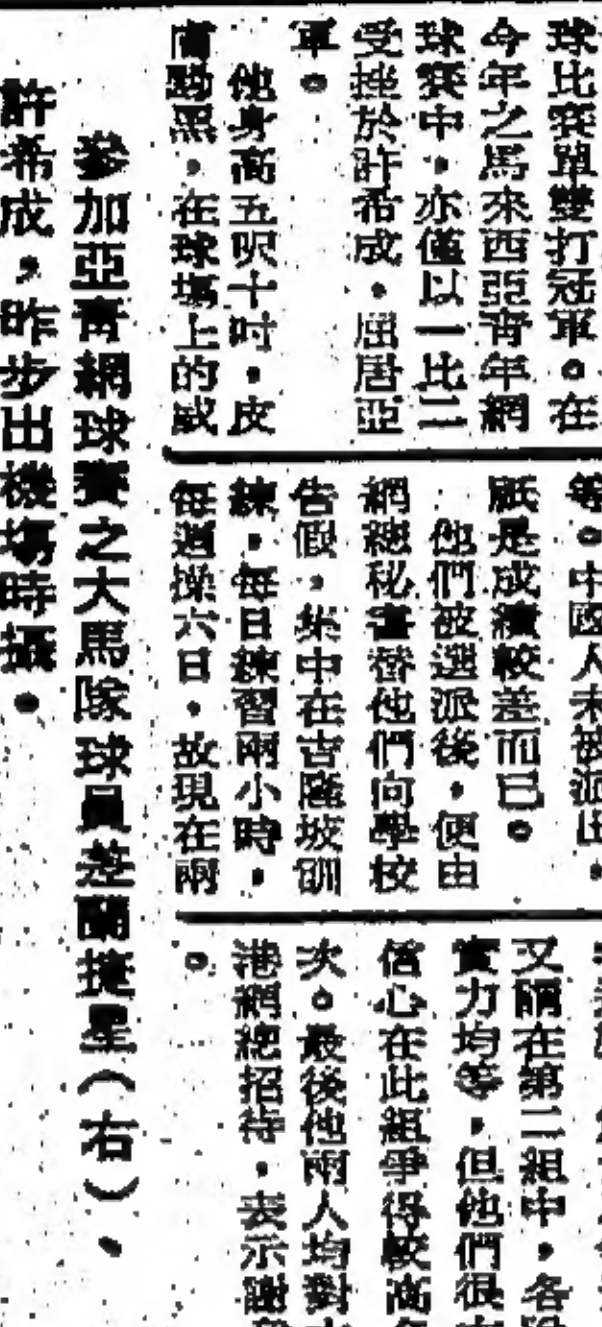 球比賽單雙打冠軍。在
今年之馬來西亞靑年網
球賽中，亦僅以一比二
受挫於許希成，屈居亞
軍。
他身高五呎十吋，皮
膚黝黑，在球場上的威
等。中國人未被派出，
祇是成績較差而已。
他們被選派後，便由
網總秘書替他們向學校
告假，集中在吉隆坡訓
練，每日練習兩小時，
每週操六日，故現在兩
又稱在第二組中，各
實力均等，但他們很
信心在此組爭得較高
次。最後他兩人均對
港網總招待，表示謝
。
參加亞靑網球賽之大馬隊球員差蘭捷星（右）、
許希成，昨步出機塲時攝。